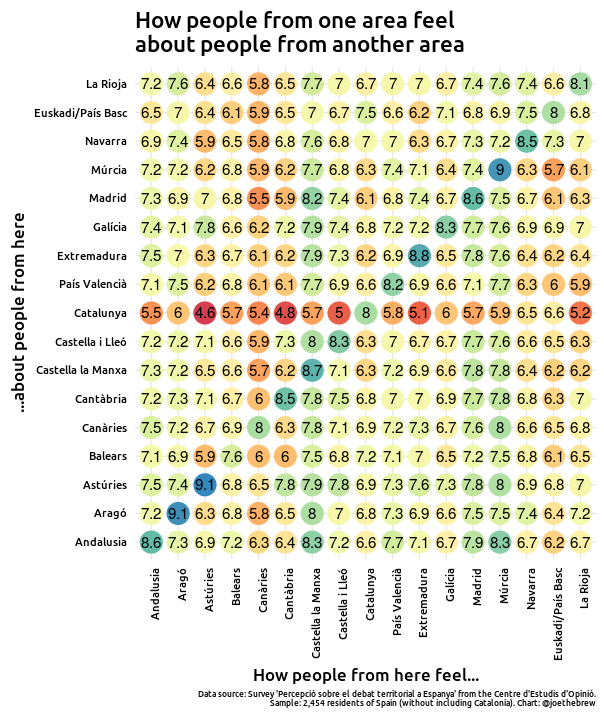 How people from one area feel
about people from another area
...about people from here
La Rioja 7.2 7.6 6.4 6.6 5.8 6.5 7.7 7 6.7 7 7 6.7 7.4 7.6 7.4 6.6 8.1
Euskadi/País Basc 6.5 7 6.4 6.1 5.9 6.5 7 6.7 7.5 6.6 6.2 7.1 6.8 6.9 7.5 8 6.8
Navarra 6.9 7.4 5.9 6.5 5.8 6.8 7.6 6.8 7 7 6.3 6.7 7.3 7.2 8.5 7.3 7
Múrcia 7.2 7.2 6.2 6.8 5.9 6.2 7.7 6.8 6.3 7.4 7.1 6.4 7.4 9 6.3 5.7 6.1
Madrid 7.3 6.9 7 6.8 5.5 5.9 8.2 7.4 6.1 6.8 7.4 6.7 8.6 7.5 6.7 6.1 6.3
Galícia 7.4 7.1 7.8 6.6 6.2 7.2 7.9 7.4 6.8 7.2 7.2 8.3 7.7 7.6 6.9 6.9 7
Extremadura 7.5 7 6.3 6.7 6.1 6.2 7.9 7.3 6.2 6.9 8.8 6.5 7.8 7.6 6.4 6.2 6.4
País Valencià 7.1 7.5 6.2 6.8 6.1 6.1 7.7 6.9 6.6 8.2 6.9 6.6 7.1 7.7 6.3 6 5.9
Catalunya 5.5 6 4.6 5.7 5.4 4.8 5.7 5 8 5.8 5.1 6 5.7 5.9 6.5 6.6 5.2
Castella i Lleó 7.2 7.2 7.1 6.6 5.9 7.3 8 8.3 6.3 7 6.7 6.7 7.7 7.6 6.6 6.5 6.3
Castella la Manxa 7.3 7.2 6.5 6.6 5.7 6.2 8.7 7.1 6.3 7.2 6.9 6.6 7.8 7.8 6.4 6.2 6.2
Cantàbria 7.2 7.3 7.1 6.7 6 8.5 7.8 7.5 6.8 7 7 6.9 7.7 7.8 6.8 6.3 7
Canàries 7.5 7.2 6.7 6.9 8 6.3 7.8 7.1 6.9 7.2 7.3 6.7 7.6 8 6.6 6.5 6.8
Balears 7.1 6.9 5.9 7.6 6 6 7.5 6.8 7.2 7.1 7 6.5 7.2 7.5 6.8 6.1 6.5
Astúries 7.5 7.4 9.1 6.8 6.5 7.8 7.9 7.8 6.9 7.3 7.6 7.3 7.8 8 6.9 6.8 7
Aragó 7.2 9.1 6.3 6.8 5.8 6.5 8 7 6.8 7.3 6.9 6.6 7.5 7.5 7.4 6.4 7.2
Andalusia 8.6 7.3 6.9 7.2 6.3 6.4 8.3 7.2 6.6 7.7 7.1 6.7 7.9 8.3 6.7 6.2 6.7
Andalusia Aragó Astúries Balears Canàries Cantàbria Castella la Manxa Castella i Lleó Catalunya País Valencià Extremadura Galícia Madrid Múrcia Navarra Euskadi/País Basc La Rioja
How people from here feel...
Data source: Survey 'Percepció sobre el debat territorial a Espanya' from the Centre d'Estudis d'Opinió.
Sample: 2,454 residents of Spain (without including Catalonia). Chart: @joethebrew